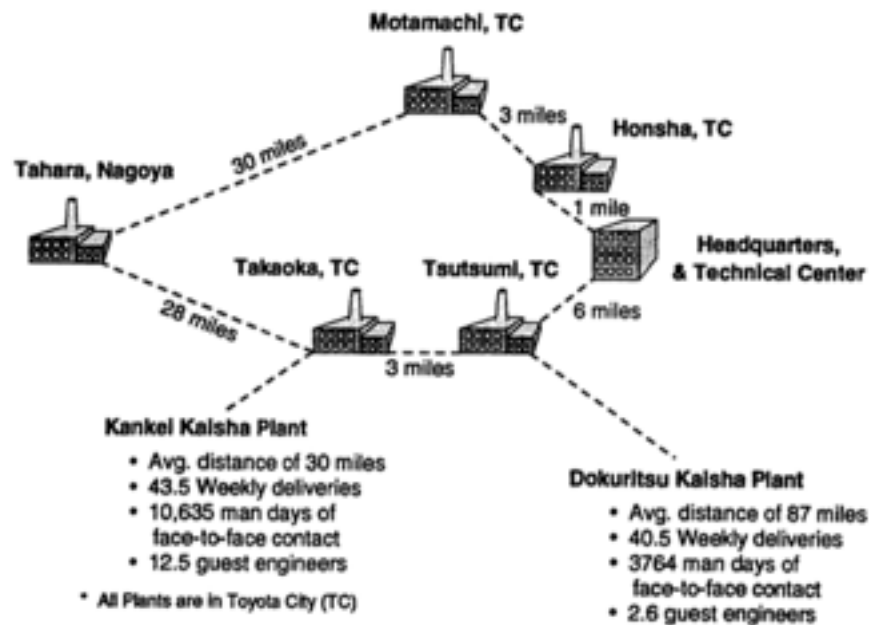 Motamachi, TC
3 miles
Honsha, TC
30 miles
Tahara, Nagoya
1 mile
Headquarters,
& Technical Center
Takaoka, TC
Tsutsumi, TC
28 miles
6 miles
3 miles
Kankei Kaisha Plant
• Avg. distance of 30 miles
• 43.5 Weekly deliveries
• 10,635 man days of
face-to-face contact
• 12.5 guest engineers
Dokuritsu Kaisha Plant
• Avg. distance of 87 miles
• 40.5 Weekly deliveries
• 3764 man days of
face-to-face contact
• 2.6 guest engineers
* All Plants are in Toyota City (TC)